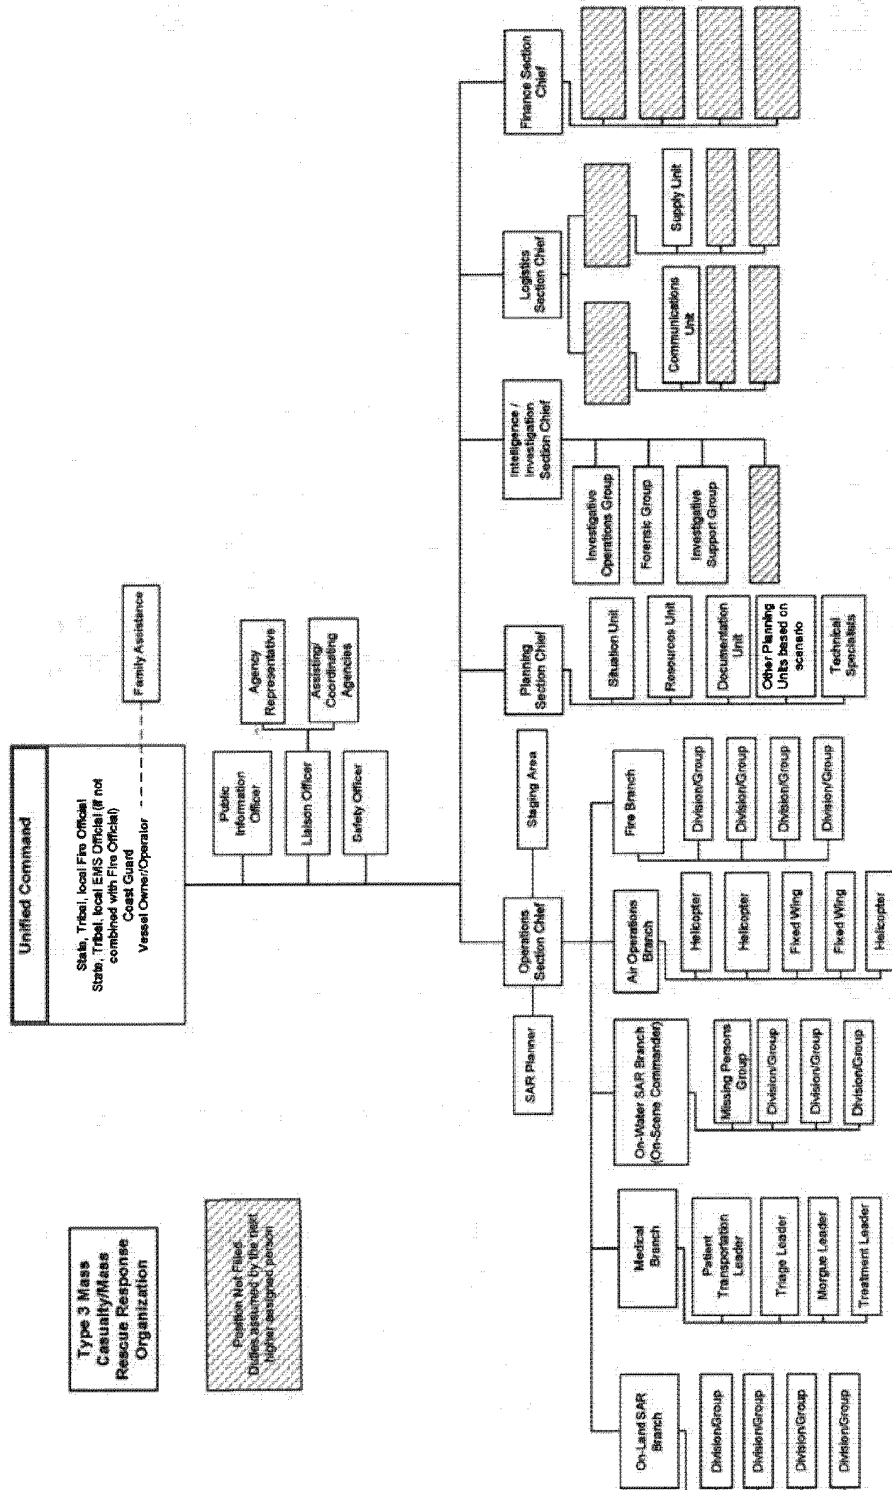 Type 3 Mass
Casualty/Mass
Rescue Response
Organization
Position Not Filled.
Duties assumed by the next
higher assigned person
Unified Command
State, Tribal, local Fire Official
State, Tribal, local EMS Official (if not
combined with Fire Official)
Coast Guard
Vessel Owner/Operator
Family Assistance
Public
Information
Officer
Liaison Officer
Safety Officer
Agency
Representative
Assisting/
Coordinating
Agencies
SAR Planner
Operations
Section Chief
Staging Area
Planning
Section Chief
Intelligence /
Investigation
Section Chief
Logistics
Section Chief
Finance Section
Chief
On-Land SAR
Branch
Division/Group
Division/Group
Division/Group
Division/Group
Medical
Branch
Patient
Transportation
Leader
Triage Leader
Morgue Leader
Treatment Leader
On-Water SAR Branch
(On-Scene Commander)
Missing Persons
Group
Division/Group
Division/Group
Division/Group
Air Operations
Branch
Helicopter
Helicopter
Fixed Wing
Fixed Wing
Helicopter
Fire Branch
Division/Group
Division/Group
Division/Group
Division/Group
Situation Unit
Resources Unit
Documentation
Unit
Other Planning
Units based on
scenario
Technical
Specialists
Investigative
Operations Group
Forensic Group
Investigative
Support Group
Communications
Unit
Supply Unit